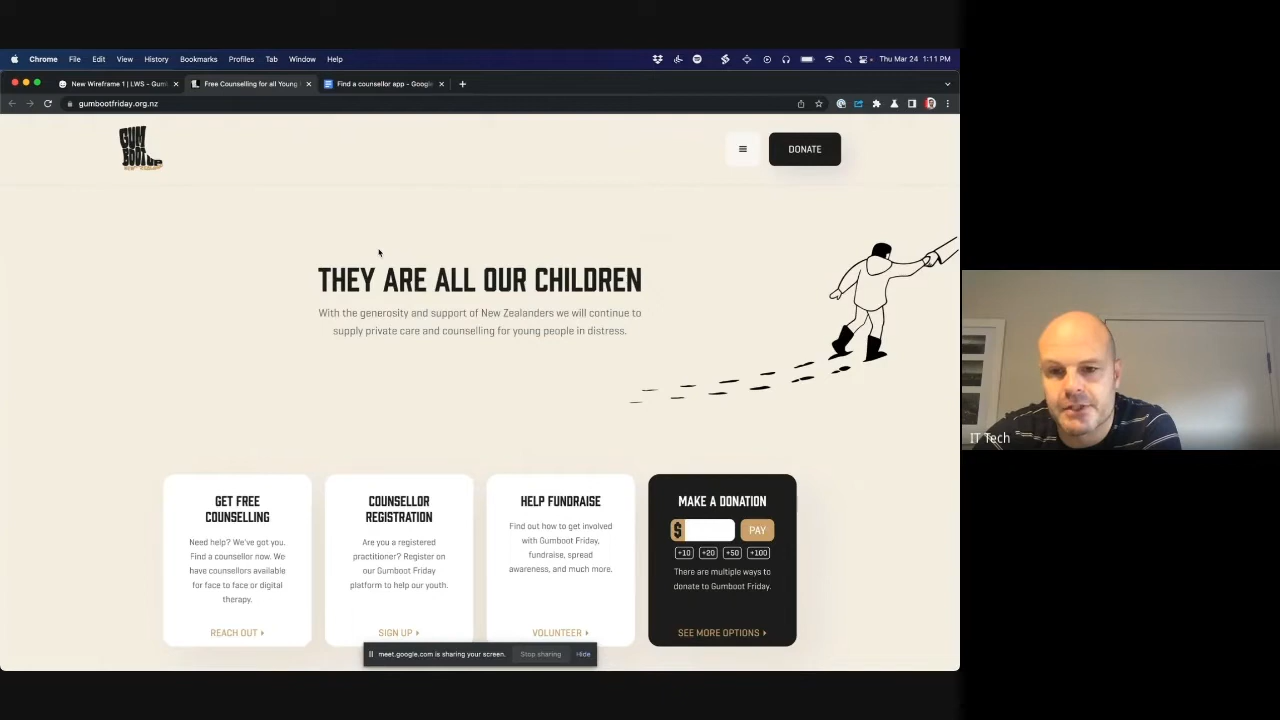 Chrome File Edit View History Bookmarks Profiles Tab Window Help Thu Mar 24 1:11 PM
New Wireframe 1 | LWS - Gum Free Counselling for all Young Find a counsellor app - Google
gumbootfriday.org.nz
GUM
BOOT UP
NEW ZEALAND
DONATE
THEY ARE ALL OUR CHILDREN
With the generosity and support of New Zealanders we will continue to
supply private care and counselling for young people in distress.
GET FREE
COUNSELLING
Need help? We've got you.
Find a counsellor now. We
have counsellors available
for face to face or digital
therapy.
REACH OUT
COUNSELLOR
REGISTRATION
Are you a registered
practitioner? Register on
our Gumboot Friday
platform to help our youth.
SIGN UP
HELP FUNDRAISE
Find out how to get involved
with Gumboot Friday,
fundraise, spread
awareness, and much more.
VOLUNTEER
MAKE A DONATION
$ PAY
+10 +20 +50 +100
There are multiple ways to
donate to Gumboot Friday.
SEE MORE OPTIONS
meet.google.com is sharing your screen. Stop sharing Hide
IT Tech